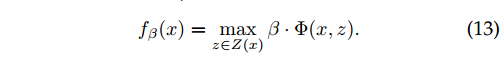 f_β(x) = max_{z∈Z(x)} β · Φ(x, z). (13)